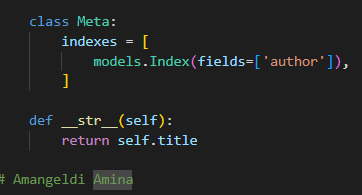 class Meta:
indexes = [
models.Index(fields=['author']),
]
def __str__(self):
return self.title
# Amangeldi Amina